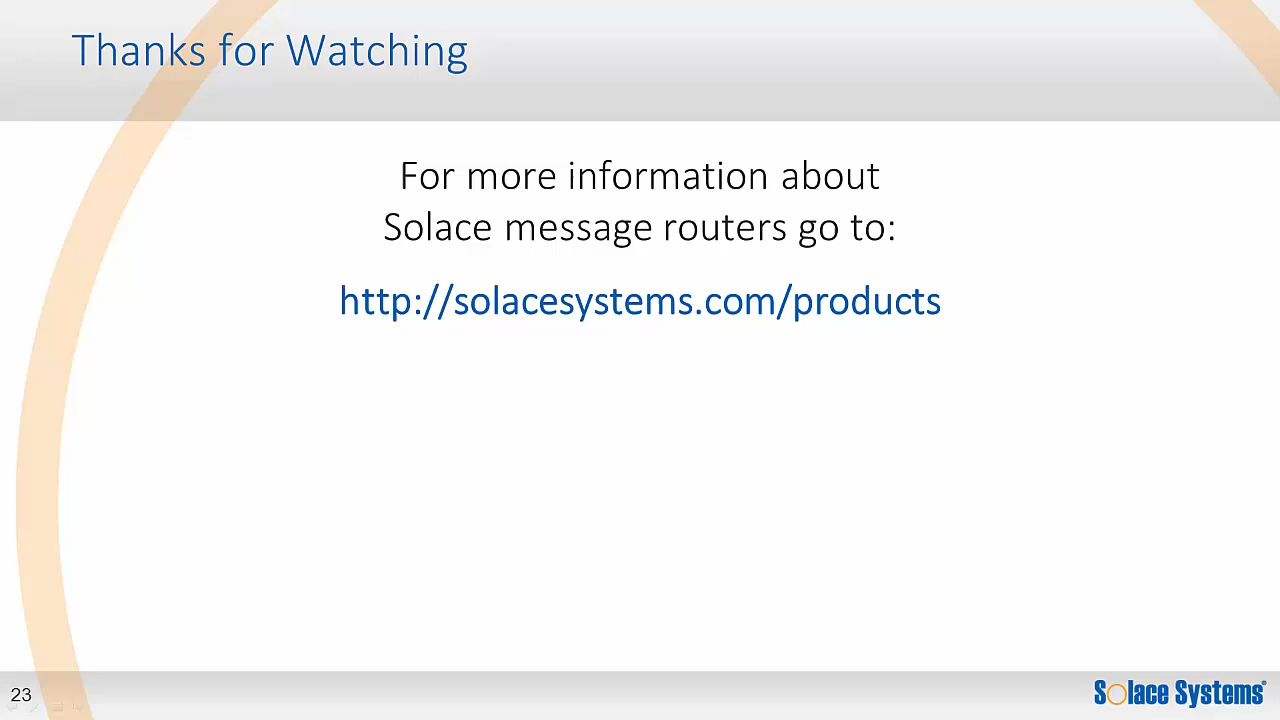 Thanks for Watching
For more information about
Solace message routers go to:
http://solacesystems.com/products
23
Solace Systems®